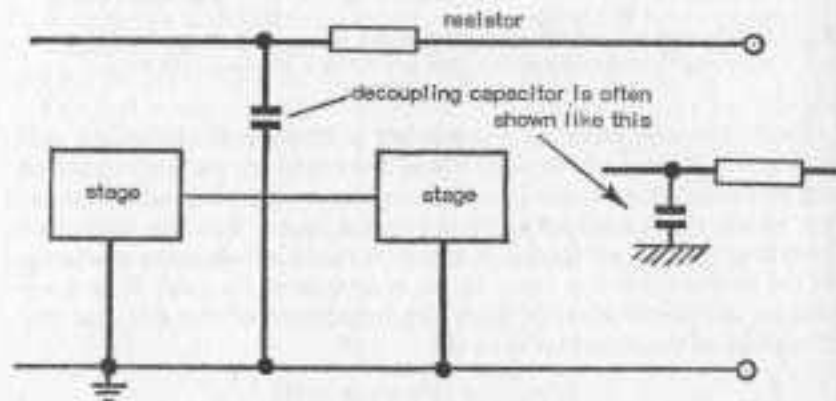 resistor
decoupling capacitor is often
shown like this
stage
stage